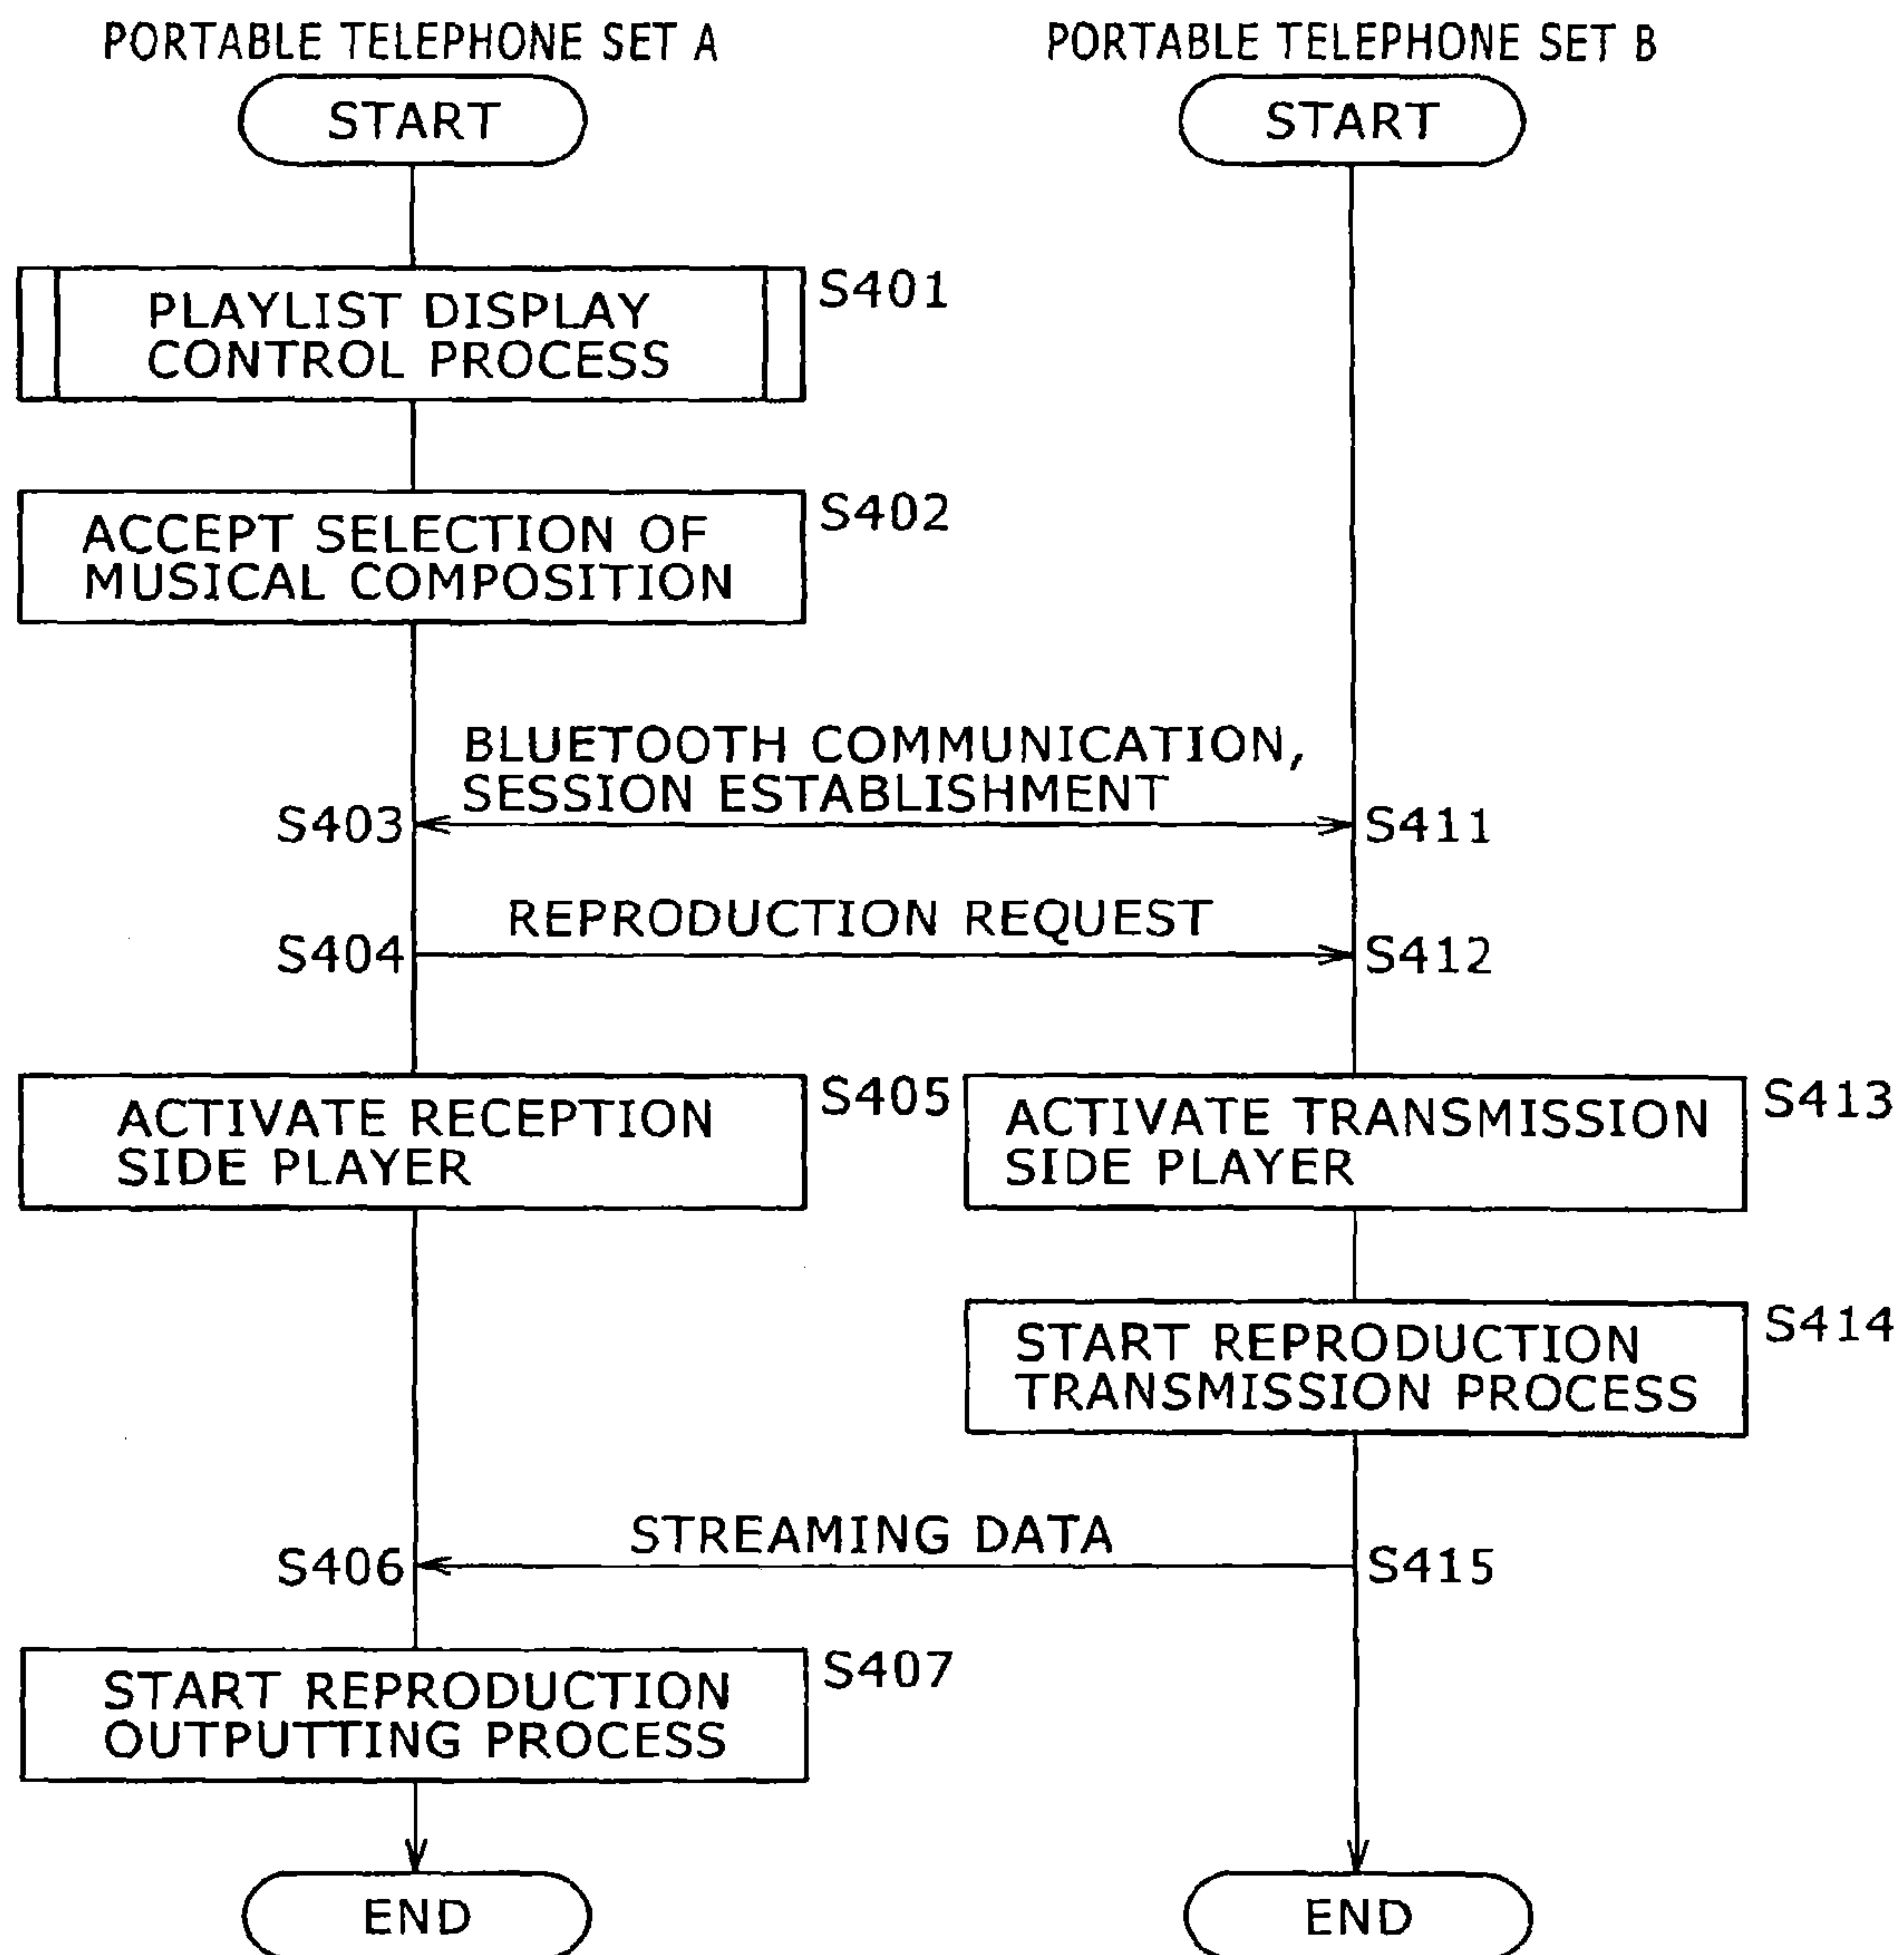 PORTABLE TELEPHONE SET A
PORTABLE TELEPHONE SET B
START
START
PLAYLIST DISPLAY
CONTROL PROCESS
S401
ACCEPT SELECTION OF
MUSICAL COMPOSITION
S402
BLUETOOTH COMMUNICATION,
SESSION ESTABLISHMENT
S403
S411
REPRODUCTION REQUEST
S404
S412
ACTIVATE RECEPTION
SIDE PLAYER
S405
ACTIVATE TRANSMISSION
SIDE PLAYER
S413
START REPRODUCTION
TRANSMISSION PROCESS
S414
STREAMING DATA
S406
S415
START REPRODUCTION
OUTPUTTING PROCESS
S407
END
END